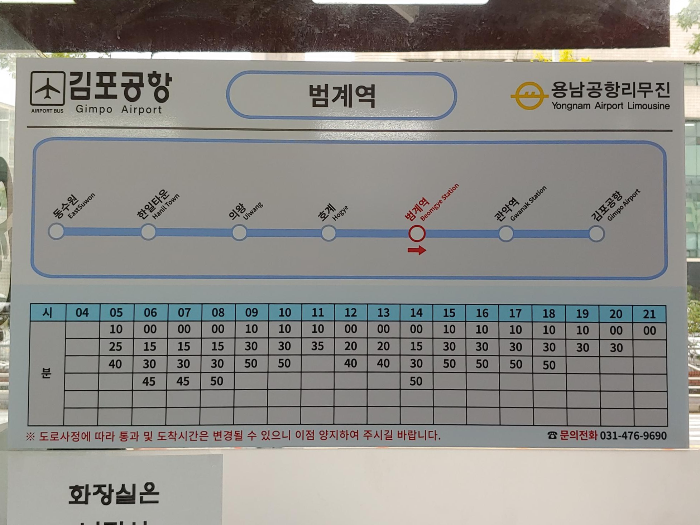 김포공항
AIRPORT BUS
Gimpo Airport
범계역
용남공항리무진
Yongnam Airport Limousine
동수원 East Suwon
한일타운 Hanil Town
의왕 Uiwang
호계 Hogye
범계역 Beomgye Station
관악역 Gwanak Station
김포공항 Gimpo Airport
시 04 05 06 07 08 09 10 11 12 13 14 15 16 17 18 19 20 21
분
10 00 00 00 10 10 10 00 00 00 10 10 10 10 10 00 00
25 15 15 15 30 30 35 20 20 15 30 30 30 30 30 30
40 30 30 30 50 50 40 40 30 50 50 50 50
45 45 50 50
※ 도로사정에 따라 통과 및 도착시간은 변경될 수 있으니 이점 양지하여 주시길 바랍니다.
☎ 문의전화 031-476-9690
화장실은